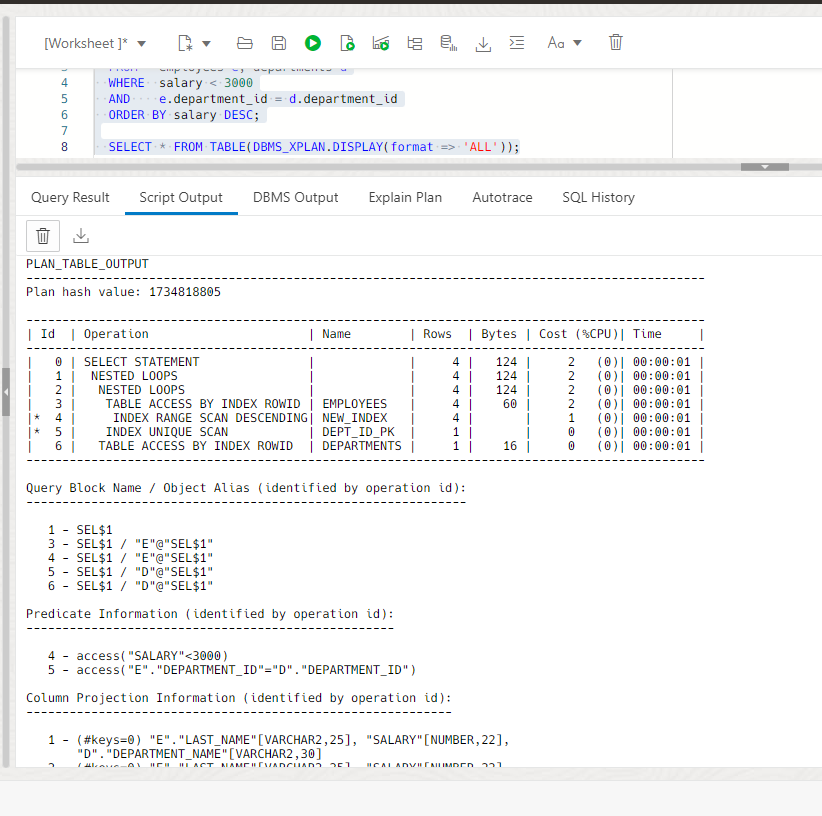 [Worksheet ]*
Aa
4 WHERE salary < 3000
5 AND e.department_id = d.department_id
6 ORDER BY salary DESC;
7
8 SELECT * FROM TABLE(DBMS_XPLAN.DISPLAY(format => 'ALL'));
Query Result Script Output DBMS Output Explain Plan Autotrace SQL History
PLAN_TABLE_OUTPUT
---------------------------------------------------------------------------------------------
Plan hash value: 1734818805
---------------------------------------------------------------------------------------------
| Id | Operation | Name | Rows | Bytes | Cost (%CPU)| Time |
---------------------------------------------------------------------------------------------
| 0 | SELECT STATEMENT | | 4 | 124 | 2 (0)| 00:00:01 |
| 1 | NESTED LOOPS | | 4 | 124 | 2 (0)| 00:00:01 |
| 2 | NESTED LOOPS | | 4 | 124 | 2 (0)| 00:00:01 |
| 3 | TABLE ACCESS BY INDEX ROWID | EMPLOYEES | 4 | 60 | 2 (0)| 00:00:01 |
|* 4 | INDEX RANGE SCAN DESCENDING| NEW_INDEX | 4 | | 1 (0)| 00:00:01 |
|* 5 | INDEX UNIQUE SCAN | DEPT_ID_PK | 1 | | 0 (0)| 00:00:01 |
| 6 | TABLE ACCESS BY INDEX ROWID | DEPARTMENTS | 1 | 16 | 0 (0)| 00:00:01 |
---------------------------------------------------------------------------------------------
Query Block Name / Object Alias (identified by operation id):
-------------------------------------------------------------
1 - SEL$1
3 - SEL$1 / "E"@"SEL$1"
4 - SEL$1 / "E"@"SEL$1"
5 - SEL$1 / "D"@"SEL$1"
6 - SEL$1 / "D"@"SEL$1"
Predicate Information (identified by operation id):
---------------------------------------------------
4 - access("SALARY"<3000)
5 - access("E"."DEPARTMENT_ID"="D"."DEPARTMENT_ID")
Column Projection Information (identified by operation id):
-----------------------------------------------------------
1 - (#keys=0) "E"."LAST_NAME"[VARCHAR2,25], "SALARY"[NUMBER,22],
"D"."DEPARTMENT_NAME"[VARCHAR2,30]